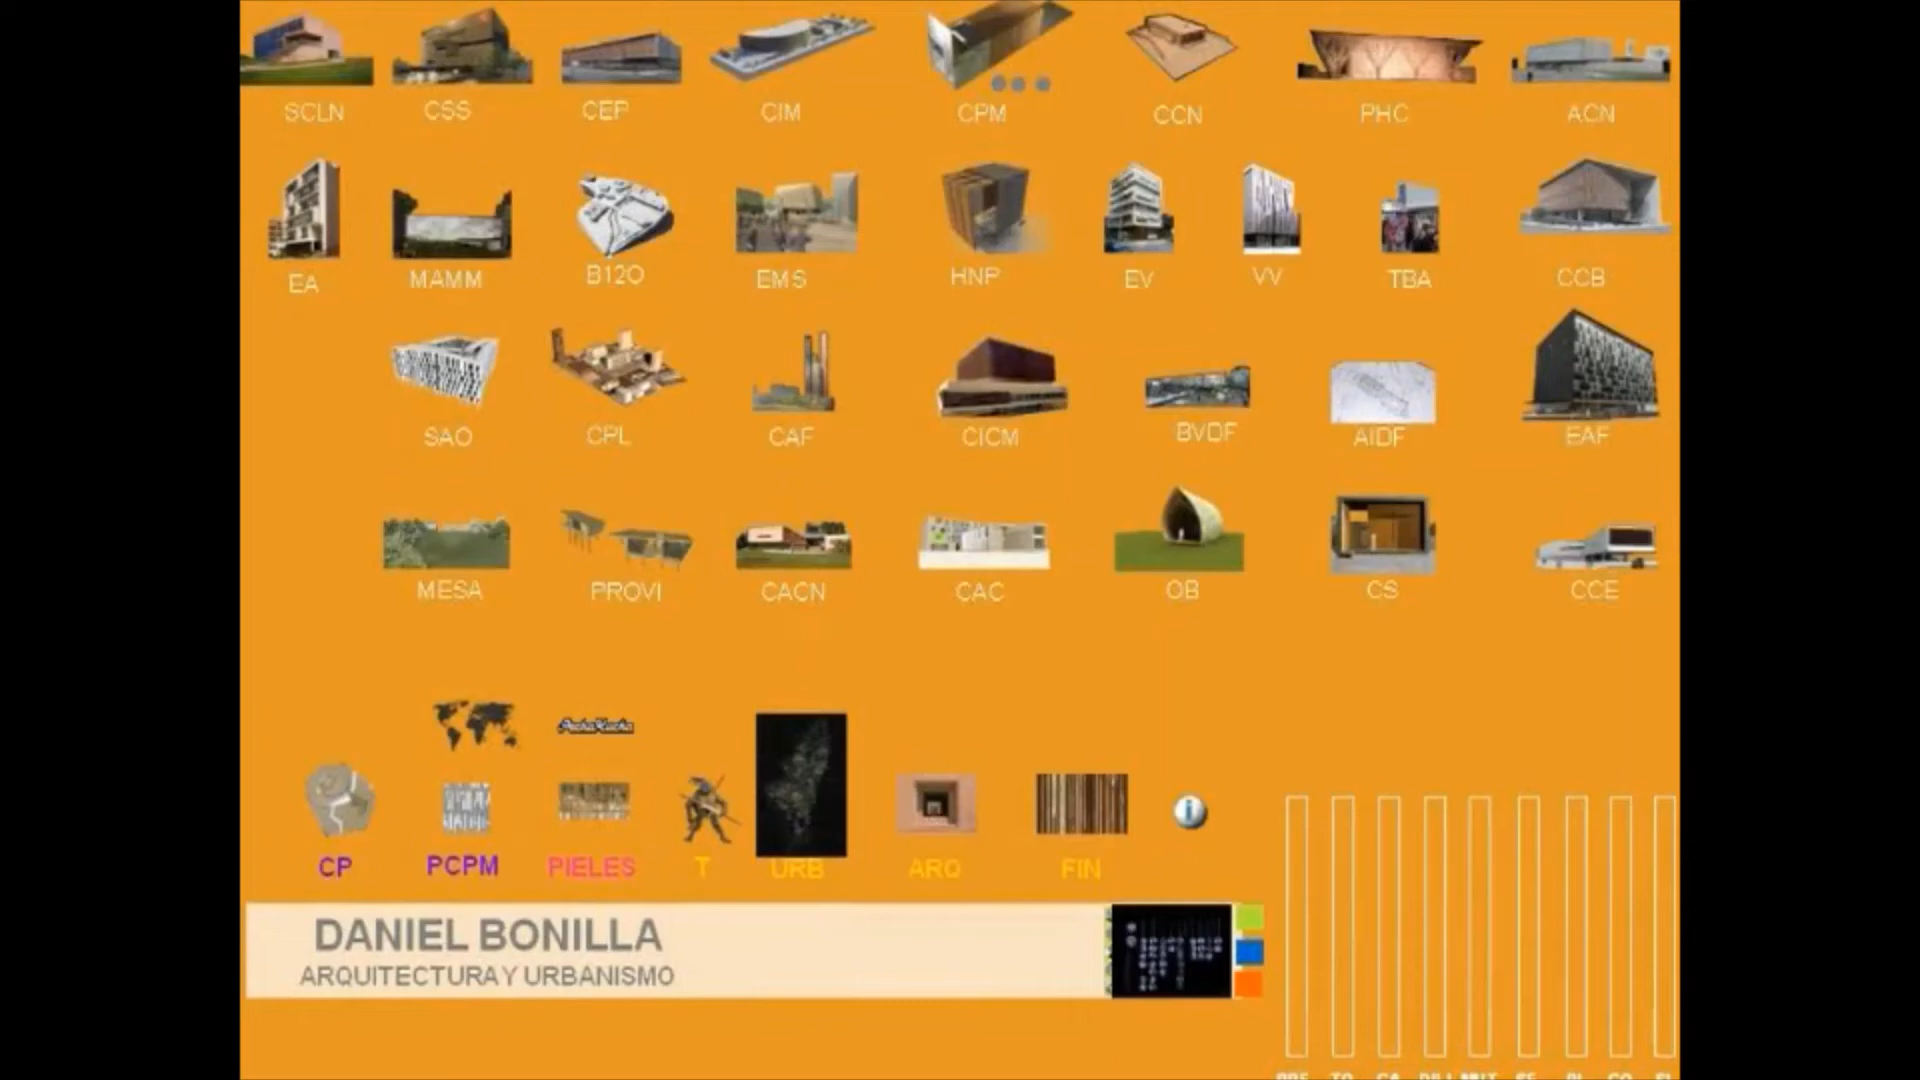 SCLN CSS CEP CIM CPM CCN PHC ACN
EA MAMM B12O EMS HNP EV VV TBA CCB
SAO CPL CAF CICM BVDF AIDF EAF
MESA PROVI CACN CAC OB CS CCE
i
CP PCPM PIELES T URB ARQ FIN
DANIEL BONILLA
ARQUITECTURA Y URBANISMO